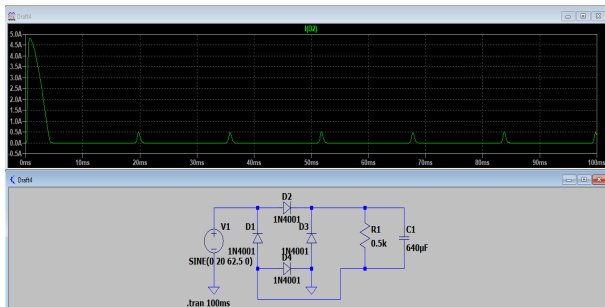 Draft4
I(D2)
5.0A
4.5A
4.0A
3.5A
3.0A
2.5A
2.0A
1.5A
1.0A
0.5A
0.0A
-0.5A
0ms 10ms 20ms 30ms 40ms 50ms 60ms 70ms 80ms 90ms 100ms
Draft4
D2
1N4001
V1
D1
D3
R1
C1
1N4001
1N4001
0.5k
640µF
D4
SINE(0 20 62.5 0)
1N4001
.tran 100ms